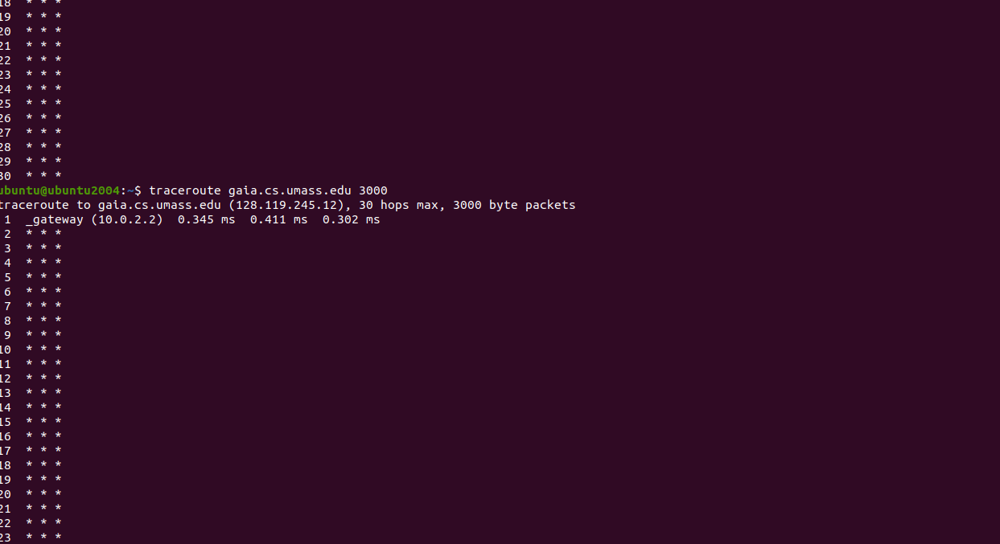 18 * * *
19 * * *
20 * * *
21 * * *
22 * * *
23 * * *
24 * * *
25 * * *
26 * * *
27 * * *
28 * * *
29 * * *
30 * * *
ubuntu@ubuntu2004:~$ traceroute gaia.cs.umass.edu 3000
traceroute to gaia.cs.umass.edu (128.119.245.12), 30 hops max, 3000 byte packets
1 _gateway (10.0.2.2) 0.345 ms 0.411 ms 0.302 ms
2 * * *
3 * * *
4 * * *
5 * * *
6 * * *
7 * * *
8 * * *
9 * * *
10 * * *
11 * * *
12 * * *
13 * * *
14 * * *
15 * * *
16 * * *
17 * * *
18 * * *
19 * * *
20 * * *
21 * * *
22 * * *
23 * * *